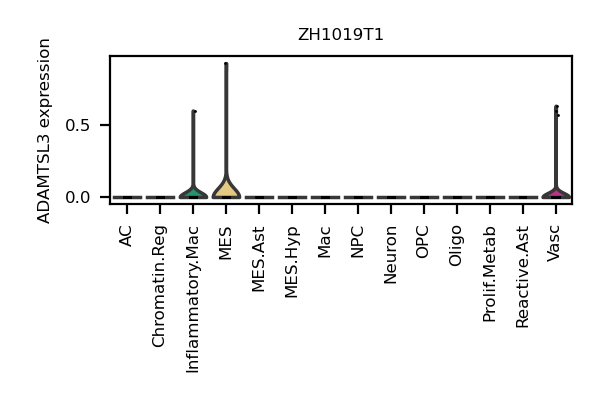 ZH1019T1
ADAMTSL3 expression
0.5
0.0
AC
Chromatin.Reg
Inflammatory.Mac
MES
MES.Ast
MES.Hyp
Mac
NPC
Neuron
OPC
Oligo
Prolif.Metab
Reactive.Ast
Vasc